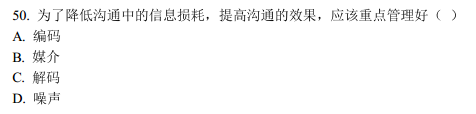 50. 为了降低沟通中的信息损耗，提高沟通的效果，应该重点管理好（ ）
A. 编码
B. 媒介
C. 解码
D. 噪声